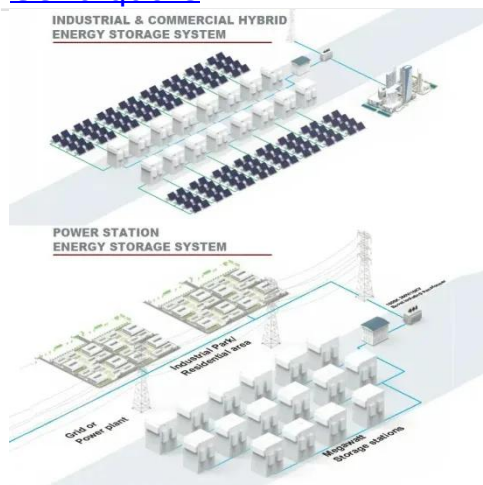 INDUSTRIAL & COMMERCIAL HYBRID
ENERGY STORAGE SYSTEM
POWER STATION
ENERGY STORAGE SYSTEM
Industrial Park/
Residential area
Grid or
Power plant
Megawatt
Storage stations